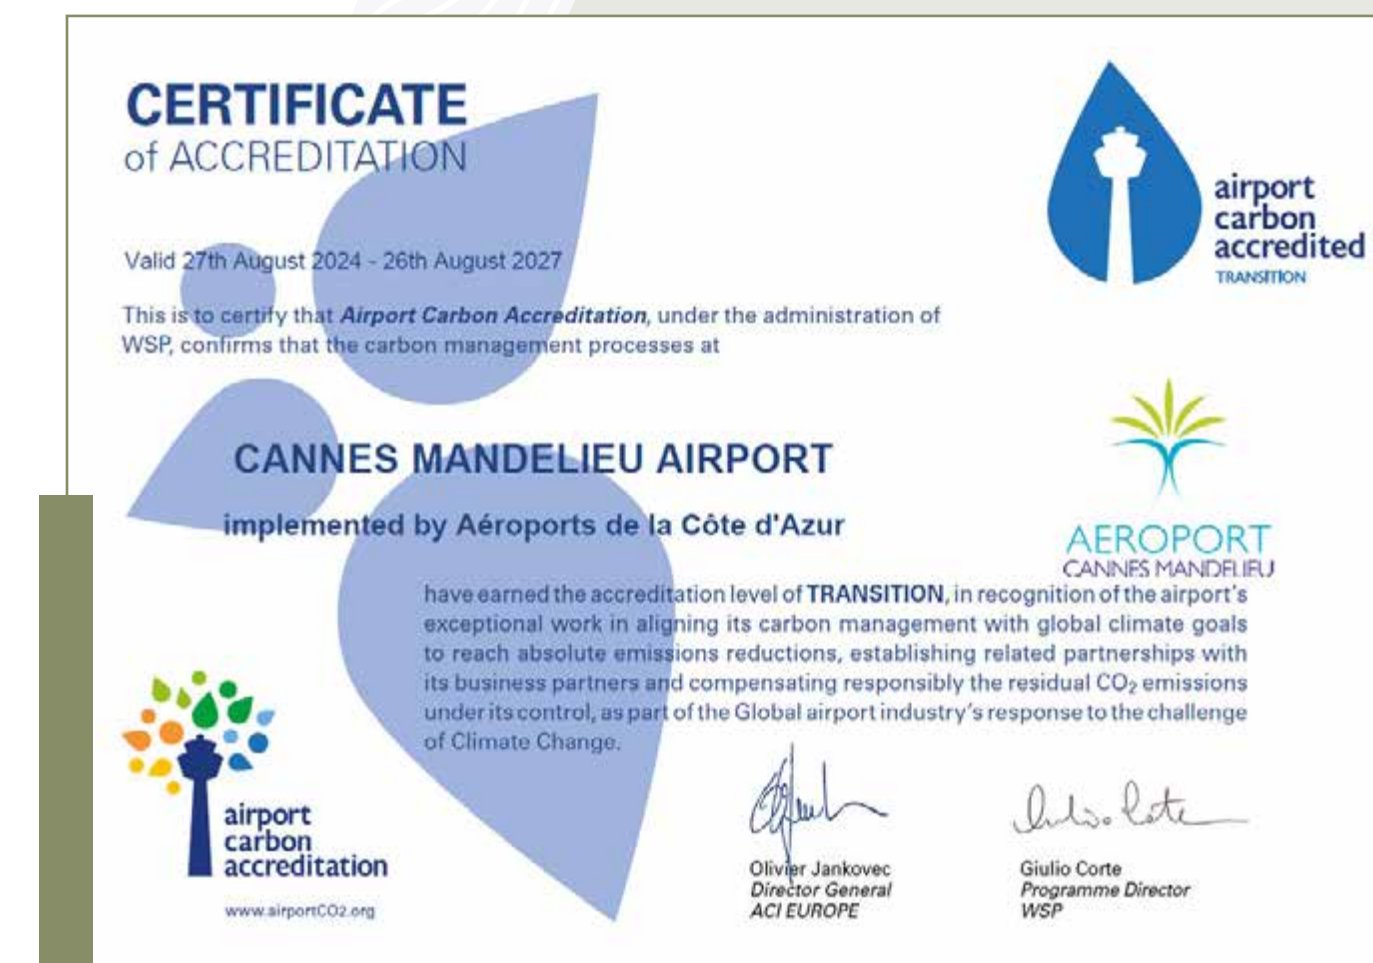 CERTIFICATE
of ACCREDITATION
airport
carbon
accredited
TRANSITION
Valid 27th August 2024 - 26th August 2027
This is to certify that Airport Carbon Accreditation, under the administration of
WSP, confirms that the carbon management processes at
CANNES MANDELIEU AIRPORT
implemented by Aéroports de la Côte d'Azur
AEROPORT
CANNES MANDELIEU
have earned the accreditation level of TRANSITION, in recognition of the airport's
exceptional work in aligning its carbon management with global climate goals
to reach absolute emissions reductions, establishing related partnerships with
its business partners and compensating responsibly the residual CO₂ emissions
under its control, as part of the Global airport industry's response to the challenge
of Climate Change.
airport
carbon
accreditation
www.airportCO2.org
Olivier Jankovec
Director General
ACI EUROPE
Giulio Corte
Programme Director
WSP